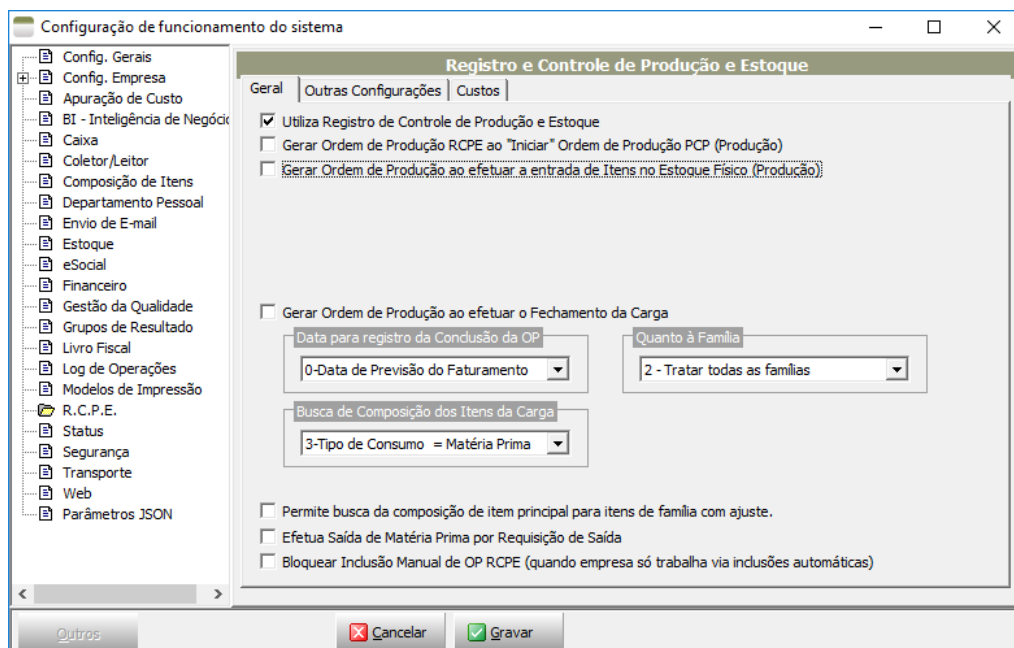 Configuração de funcionamento do sistema
Config. Gerais
Config. Empresa
Apuração de Custo
BI - Inteligência de Negóci
Caixa
Coletor/Leitor
Composição de Itens
Departamento Pessoal
Envio de E-mail
Estoque
eSocial
Financeiro
Gestão da Qualidade
Grupos de Resultado
Livro Fiscal
Log de Operações
Modelos de Impressão
R.C.P.E.
Status
Segurança
Transporte
Web
Parâmetros JSON
Registro e Controle de Produção e Estoque
Geral
Outras Configurações
Custos
Utiliza Registro de Controle de Produção e Estoque
Gerar Ordem de Produção RCPE ao "Iniciar" Ordem de Produção PCP (Produção)
Gerar Ordem de Produção ao efetuar a entrada de Itens no Estoque Físico (Produção)
Gerar Ordem de Produção ao efetuar o Fechamento da Carga
Data para registro da Conclusão da OP
0-Data de Previsão do Faturamento
Quanto à Família
2 - Tratar todas as famílias
Busca de Composição dos Itens da Carga
3-Tipo de Consumo = Matéria Prima
Permite busca da composição de item principal para itens de família com ajuste.
Efetua Saída de Matéria Prima por Requisição de Saída
Bloquear Inclusão Manual de OP RCPE (quando empresa só trabalha via inclusões automáticas)
Outros
Cancelar
Gravar